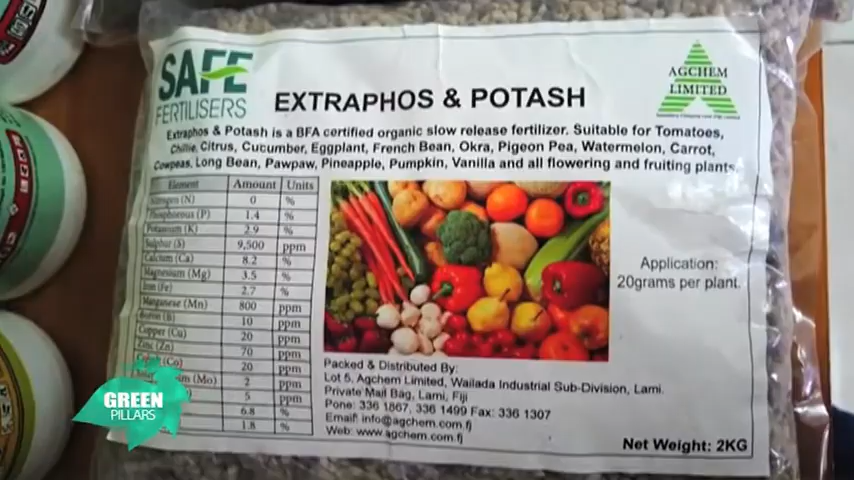 SAFE
FERTILISERS
EXTRAPHOS & POTASH
AGCHEM
LIMITED
Extraphos & Potash is a BFA certified organic slow release fertilizer. Suitable for Tomatoes,
Chillie, Citrus, Cucumber, Eggplant, French Bean, Okra, Pigeon Pea, Watermelon, Carrot,
Cowpeas, Long Bean, Pawpaw, Pineapple, Pumpkin, Vanilla and all flowering and fruiting plants.
Element Amount Units
Nitrogen (N) 0 %
Phosphorous (P) 1.4 %
Potassium (K) 2.9 %
Sulphur (S) 9,500 ppm
Calcium (Ca) 8.2 %
Magnesium (Mg) 3.5 %
Iron (Fe) 2.7 %
Manganese (Mn) 800 ppm
Boron (B) 10 ppm
Copper (Cu) 20 ppm
Zinc (Zn) 70 ppm
(Co) 20 ppm
(Mo) 2 ppm
5 ppm
6.8 %
1.8 %
Application:
20grams per plant.
Packed & Distributed By:
Lot 5, Agchem Limited, Wailada Industrial Sub-Division, Lami.
Private Mail Bag, Lami, Fiji
Pone: 336 1867, 336 1499 Fax: 336 1307
Email: info@agchem.com.fj
Web: www.agchem.com.fj
Net Weight: 2KG
GREEN
PILLARS